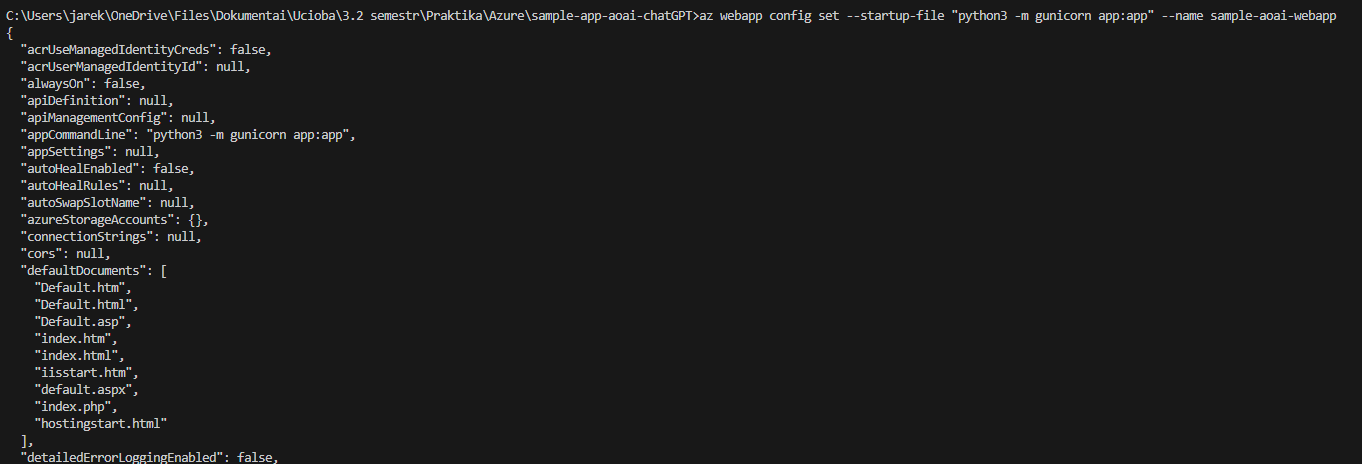 C:\Users\jarek\OneDrive\Files\Dokumentai\Ucioba\3.2 semestr\Praktika\Azure\sample-app-aoai-chatGPT>az webapp config set --startup-file "python3 -m gunicorn app:app" --name sample-aoai-webapp
{
  "acrUseManagedIdentityCreds": false,
  "acrUserManagedIdentityId": null,
  "alwaysOn": false,
  "apiDefinition": null,
  "apiManagementConfig": null,
  "appCommandLine": "python3 -m gunicorn app:app",
  "appSettings": null,
  "autoHealEnabled": false,
  "autoHealRules": null,
  "autoSwapSlotName": null,
  "azureStorageAccounts": {},
  "connectionStrings": null,
  "cors": null,
  "defaultDocuments": [
    "Default.htm",
    "Default.html",
    "Default.asp",
    "index.htm",
    "index.html",
    "iisstart.htm",
    "default.aspx",
    "index.php",
    "hostingstart.html"
  ],
  "detailedErrorLoggingEnabled": false,